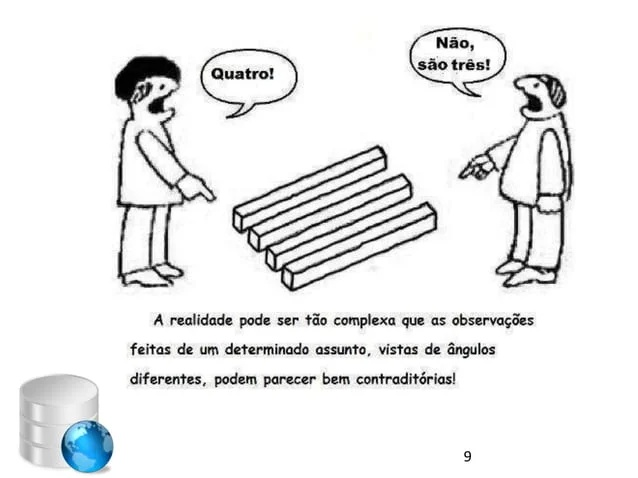 Quatro!
Não,
são três!
A realidade pode ser tão complexa que as observações
feitas de um determinado assunto, vistas de ângulos
diferentes, podem parecer bem contraditórias!
9